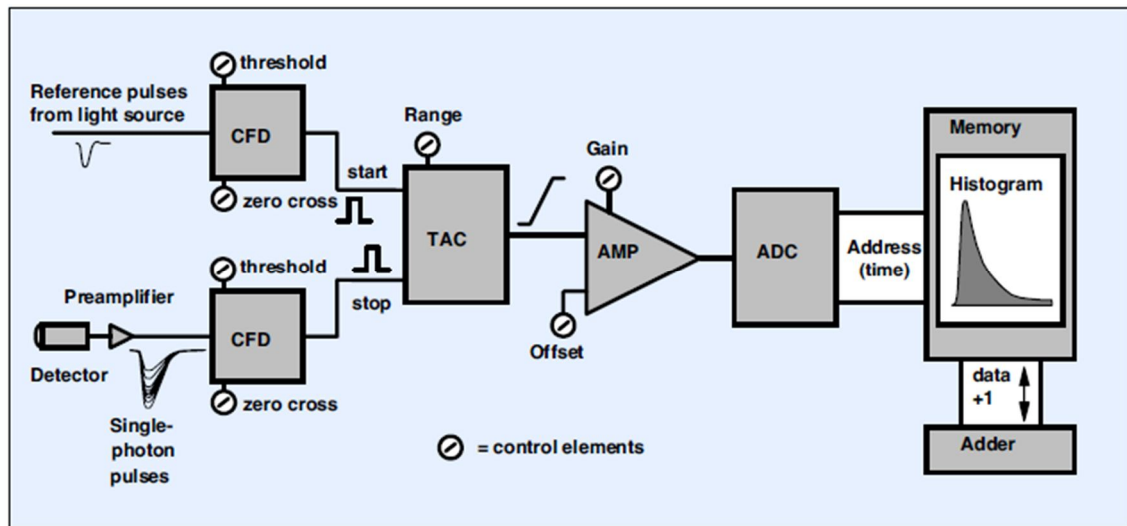 threshold
Reference pulses
from light source
CFD
zero cross
Range
start
TAC
Gain
AMP
Offset
ADC
Address
(time)
Memory
Histogram
threshold
Preamplifier
stop
CFD
Detector
zero cross
Single-
photon
pulses
= control elements
data
+1
Adder